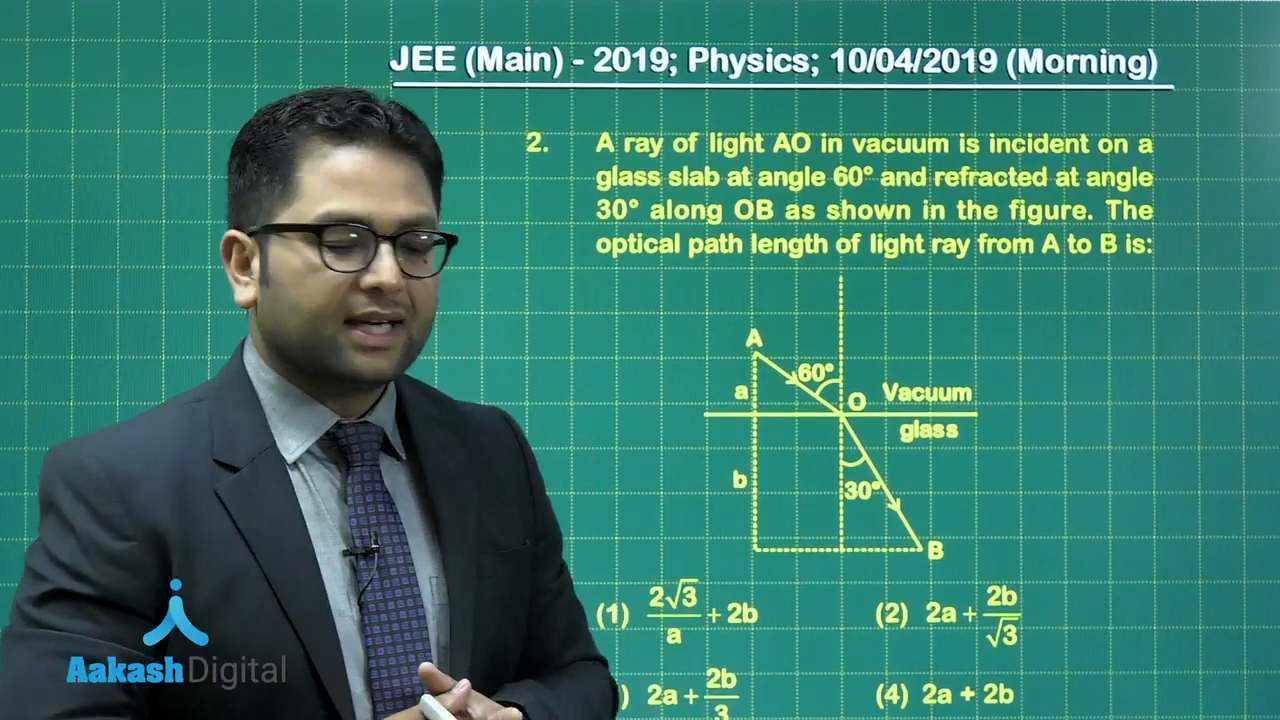 JEE (Main) - 2019; Physics; 10/04/2019 (Morning)
2. A ray of light AO in vacuum is incident on a
glass slab at angle 60° and refracted at angle
30° along OB as shown in the figure. The
optical path length of light ray from A to B is:
A
60°
a
O
Vacuum
glass
b
30°
B
(1) 2√3/a + 2b
(2) 2a + 2b/√3
) 2a + 2b/3
(4) 2a + 2b
Aakash Digital